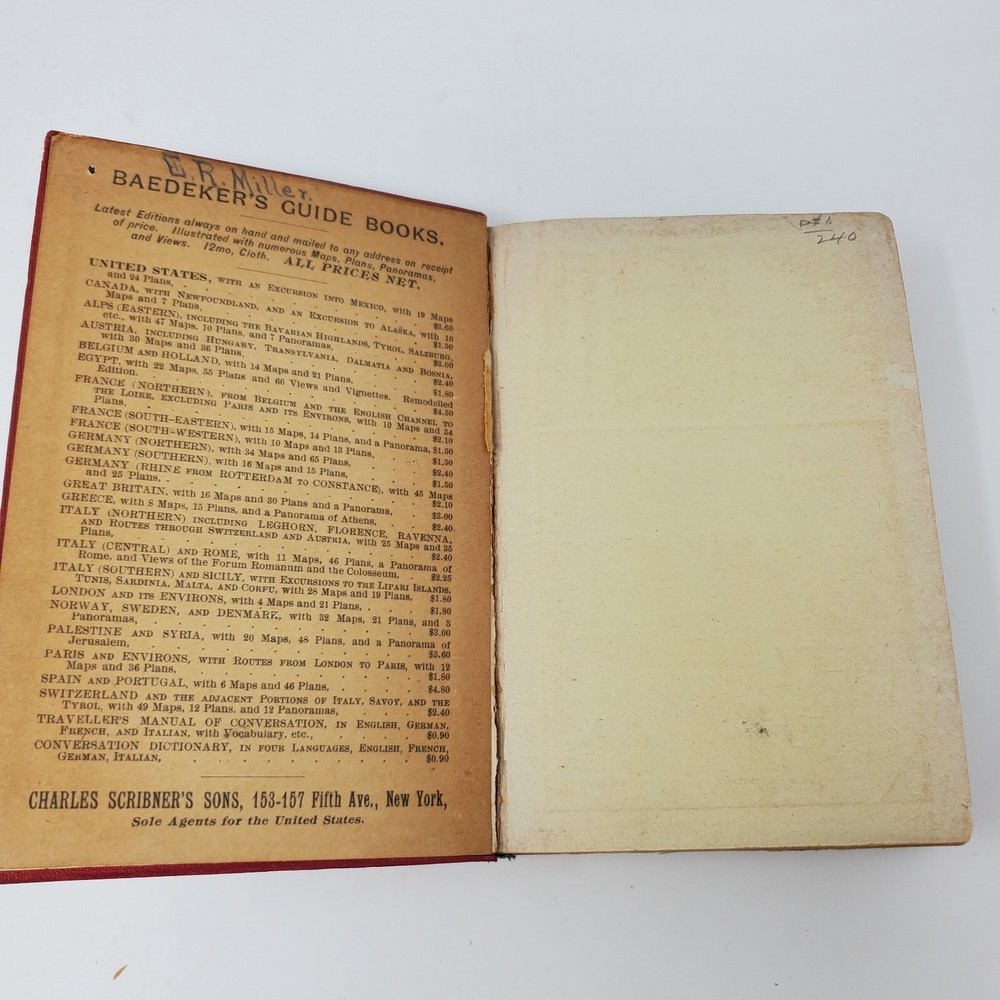 E.R. Miller.
BAEDEKER'S GUIDE BOOKS.
Latest Editions always on hand and mailed to any address on receipt
of price. Illustrated with numerous Maps, Plans, Panoramas,
and Views. 12mo, Cloth. ALL PRICES NET.
UNITED STATES, WITH AN EXCURSION INTO MEXICO, with 19 Maps
and 24 Plans, $3.60
CANADA, WITH NEWFOUNDLAND, AND AN EXCURSION TO ALASKA, with 10
Maps and 7 Plans, $1.50
ALPS (EASTERN), INCLUDING THE BAVARIAN HIGHLANDS, TYROL, SALZBURG,
etc., with 47 Maps, 10 Plans, and 7 Panoramas, $3.00
AUSTRIA, INCLUDING HUNGARY, TRANSYLVANIA, DALMATIA AND BOSNIA,
with 30 Maps and 36 Plans, $2.40
BELGIUM AND HOLLAND, with 14 Maps and 21 Plans, $1.80
EGYPT, with 22 Maps, 55 Plans and 66 Views and Vignettes. Remodelled
Edition. $4.50
FRANCE (NORTHERN), FROM BELGIUM AND THE ENGLISH CHANNEL TO
THE LOIRE, EXCLUDING PARIS AND ITS ENVIRONS, with 10 Maps and 34
Plans. $2.10
FRANCE (SOUTH-EASTERN), with 15 Maps, 14 Plans, and a Panorama, $1.50
FRANCE (SOUTH-WESTERN), with 10 Maps and 13 Plans, $1.50
GERMANY (NORTHERN), with 34 Maps and 65 Plans, $2.40
GERMANY (SOUTHERN), with 16 Maps and 15 Plans, $1.50
GERMANY (RHINE FROM ROTTERDAM TO CONSTANCE), with 45 Maps
and 25 Plans, $2.10
GREAT BRITAIN, with 16 Maps and 30 Plans and a Panorama, $3.00
GREECE, with 8 Maps, 15 Plans, and a Panorama of Athens, $2.40
ITALY (NORTHERN) INCLUDING LEGHORN, FLORENCE, RAVENNA,
AND ROUTES THROUGH SWITZERLAND AND AUSTRIA, with 25 Maps and 35
Plans, $2.40
ITALY (CENTRAL) AND ROME, with 11 Maps, 46 Plans, a Panorama of
Rome, and Views of the Forum Romanum and the Colosseum, $2.25
ITALY (SOUTHERN) AND SICILY, WITH EXCURSIONS TO THE LIPARI ISLANDS,
TUNIS, SARDINIA, MALTA, AND CORFU, with 28 Maps and 19 Plans, $1.80
LONDON AND ITS ENVIRONS, with 4 Maps and 21 Plans, $1.80
NORWAY, SWEDEN, AND DENMARK, with 32 Maps, 21 Plans, and 3
Panoramas, $3.00
PALESTINE AND SYRIA, with 20 Maps, 48 Plans, and a Panorama of
Jerusalem, $3.60
PARIS AND ENVIRONS, WITH ROUTES FROM LONDON TO PARIS, with 12
Maps and 36 Plans, $1.80
SPAIN AND PORTUGAL, with 6 Maps and 46 Plans, $4.80
SWITZERLAND AND THE ADJACENT PORTIONS OF ITALY, SAVOY, AND THE
TYROL, with 49 Maps, 12 Plans, and 12 Panoramas, $2.40
TRAVELLER'S MANUAL OF CONVERSATION, IN ENGLISH, GERMAN,
FRENCH, AND ITALIAN, with Vocabulary, etc., $0.90
CONVERSATION DICTIONARY, IN FOUR LANGUAGES, ENGLISH, FRENCH,
GERMAN, ITALIAN, $0.90
CHARLES SCRIBNER'S SONS, 153-157 Fifth Ave., New York,
Sole Agents for the United States.
240